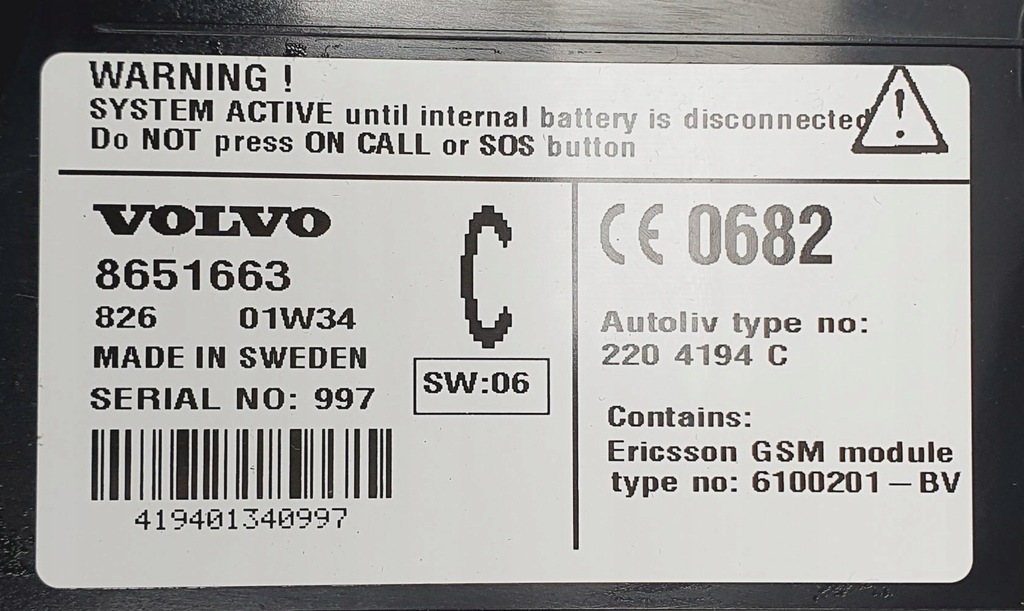 WARNING !
SYSTEM ACTIVE until internal battery is disconnected
Do NOT press ON CALL or SOS button
VOLVO
8651663
826 01W34
MADE IN SWEDEN
SERIAL NO: 997
419401340997
C
SW:06
CE 0682
Autoliv type no:
220 4194 C
Contains:
Ericsson GSM module
type no: 6100201-BV